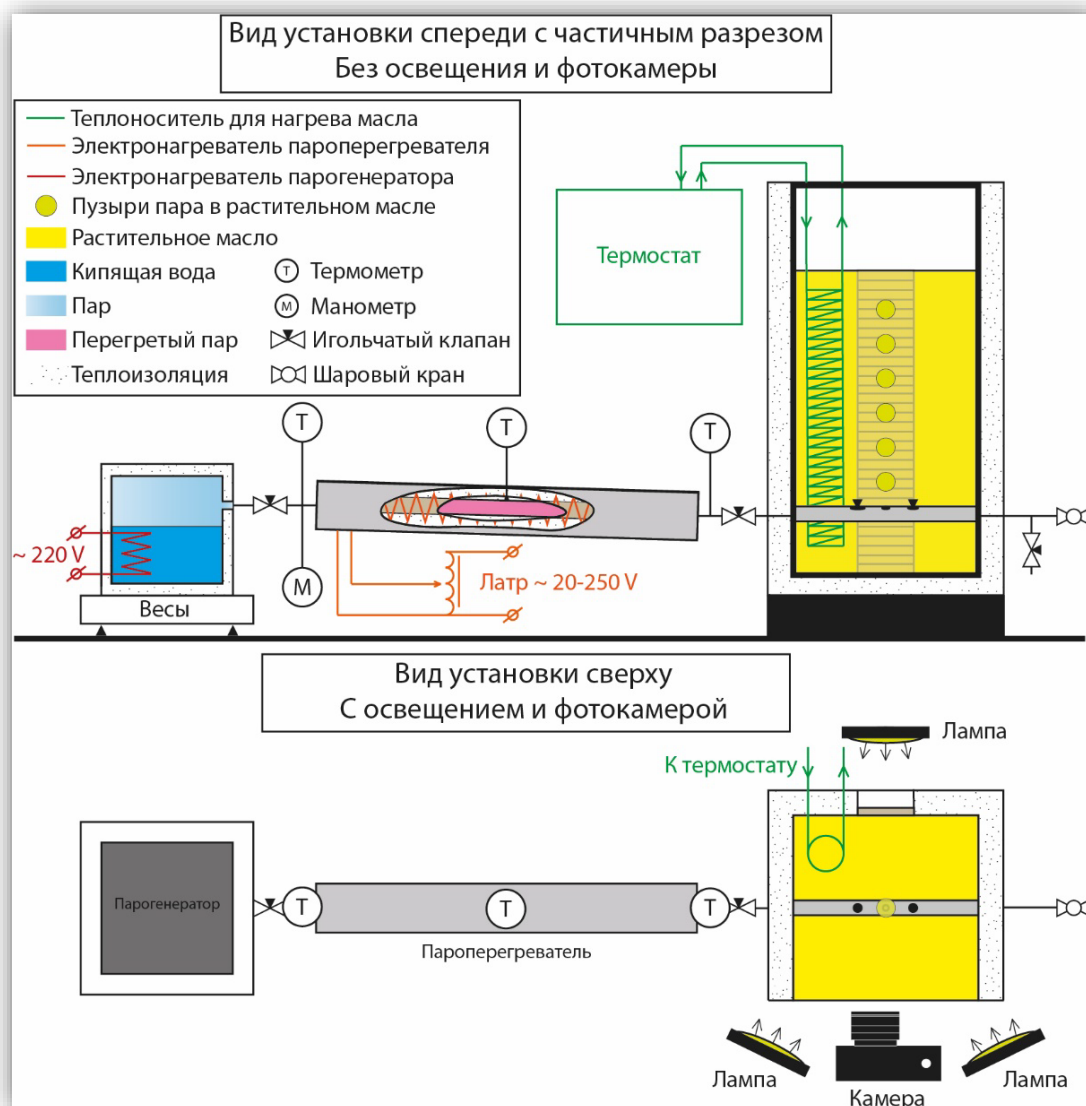 Вид установки спереди с частичным разрезом
Без освещения и фотокамеры
Теплоноситель для нагрева масла
Электронагреватель пароперегревателя
Электронагреватель парогенератора
Пузыри пара в растительном масле
Растительное масло
Кипящая вода
Т Термометр
Пар
М Манометр
Перегретый пар
Игольчатый клапан
Теплоизоляция
Шаровый кран
Термостат
Т
Т
Т
~ 220 V
М
Латр ~ 20-250 V
Весы
Вид установки сверху
С освещением и фотокамерой
Лампа
К термостату
Парогенератор
Т
Т
Т
Пароперегреватель
Лампа
Камера
Лампа